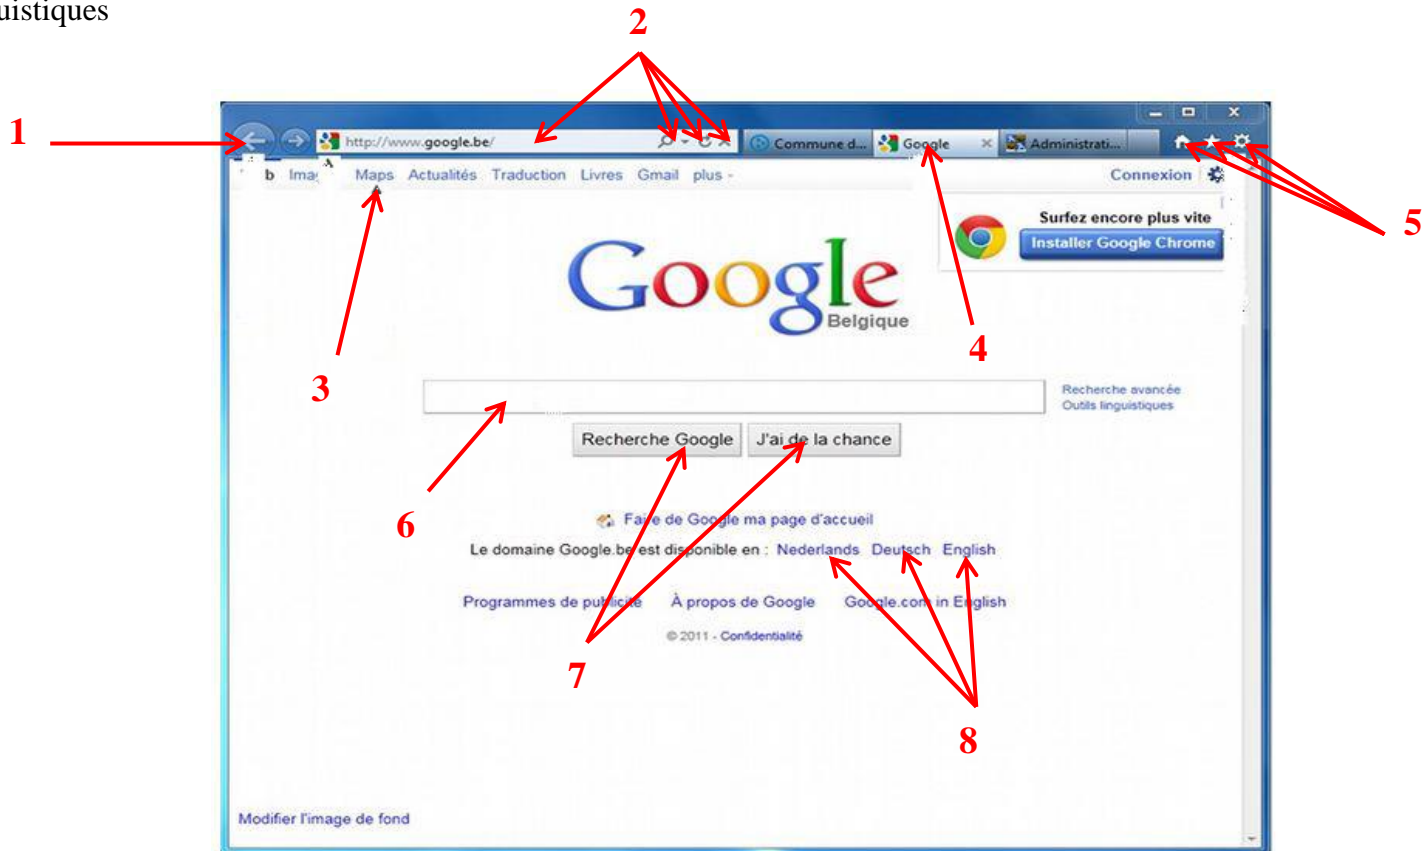 uistiques
2
1
http://www.google.be/
Commune d...
Google
Administrati...
b Ima Maps Actualités Traduction Livres Gmail plus
Connexion
Surfez encore plus vite
Installer Google Chrome
5
Google
Belgique
4
3
Recherche avancée
Outils linguistiques
Recherche Google
J'ai de la chance
6
Faire de Google ma page d'accueil
Le domaine Google.be est disponible en : Nederlands Deutsch English
Programmes de publicité À propos de Google Google.com in English
© 2011 - Confidentialité
7
8
Modifier l'image de fond